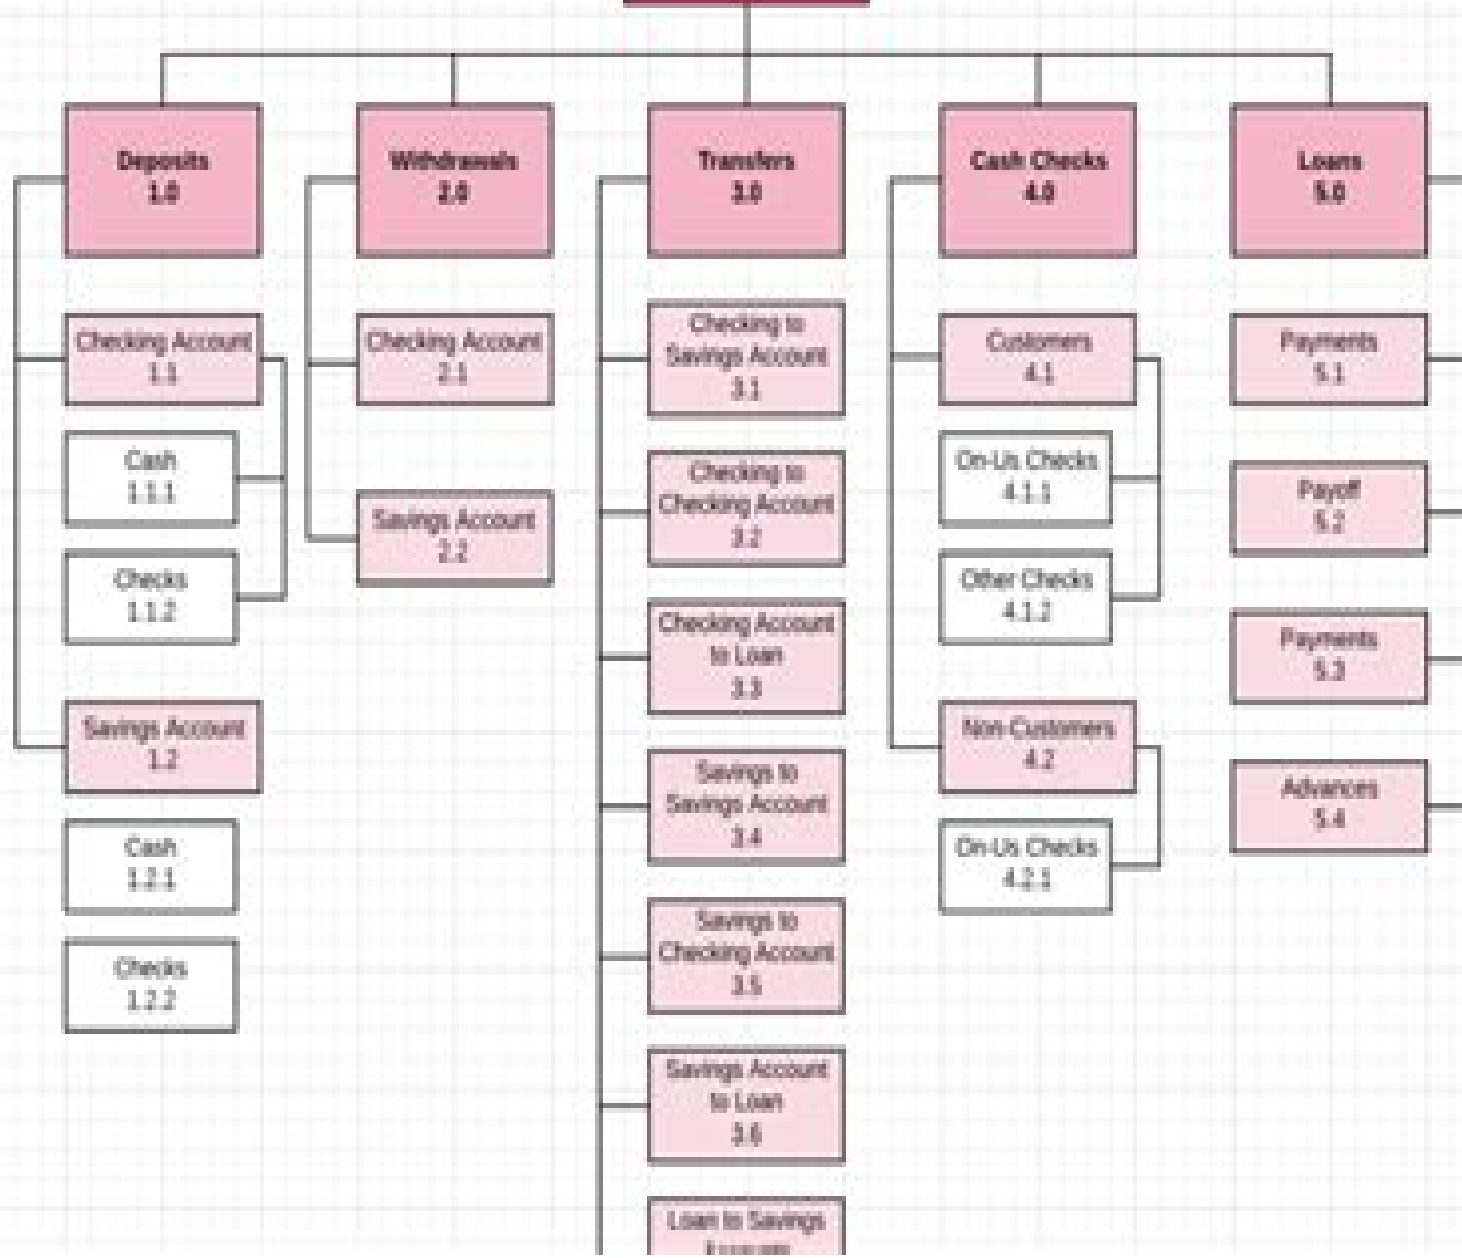 Deposits
1.0
Checking Account
1.1
Cash
1.1.1
Checks
1.1.2
Savings Account
1.2
Cash
1.2.1
Checks
1.2.2
Withdrawals
2.0
Checking Account
2.1
Savings Account
2.2
Transfers
3.0
Checking to
Savings Account
3.1
Checking to
Checking Account
3.2
Checking Account
to Loan
3.3
Savings to
Savings Account
3.4
Savings to
Checking Account
3.5
Savings Account
to Loan
3.6
Loan to Savings
Cash Checks
4.0
Customers
4.1
On-Us Checks
4.1.1
Other Checks
4.1.2
Non-Customers
4.2
On-Us Checks
4.2.1
Loans
5.0
Payments
5.1
Payoff
5.2
Payments
5.3
Advances
5.4